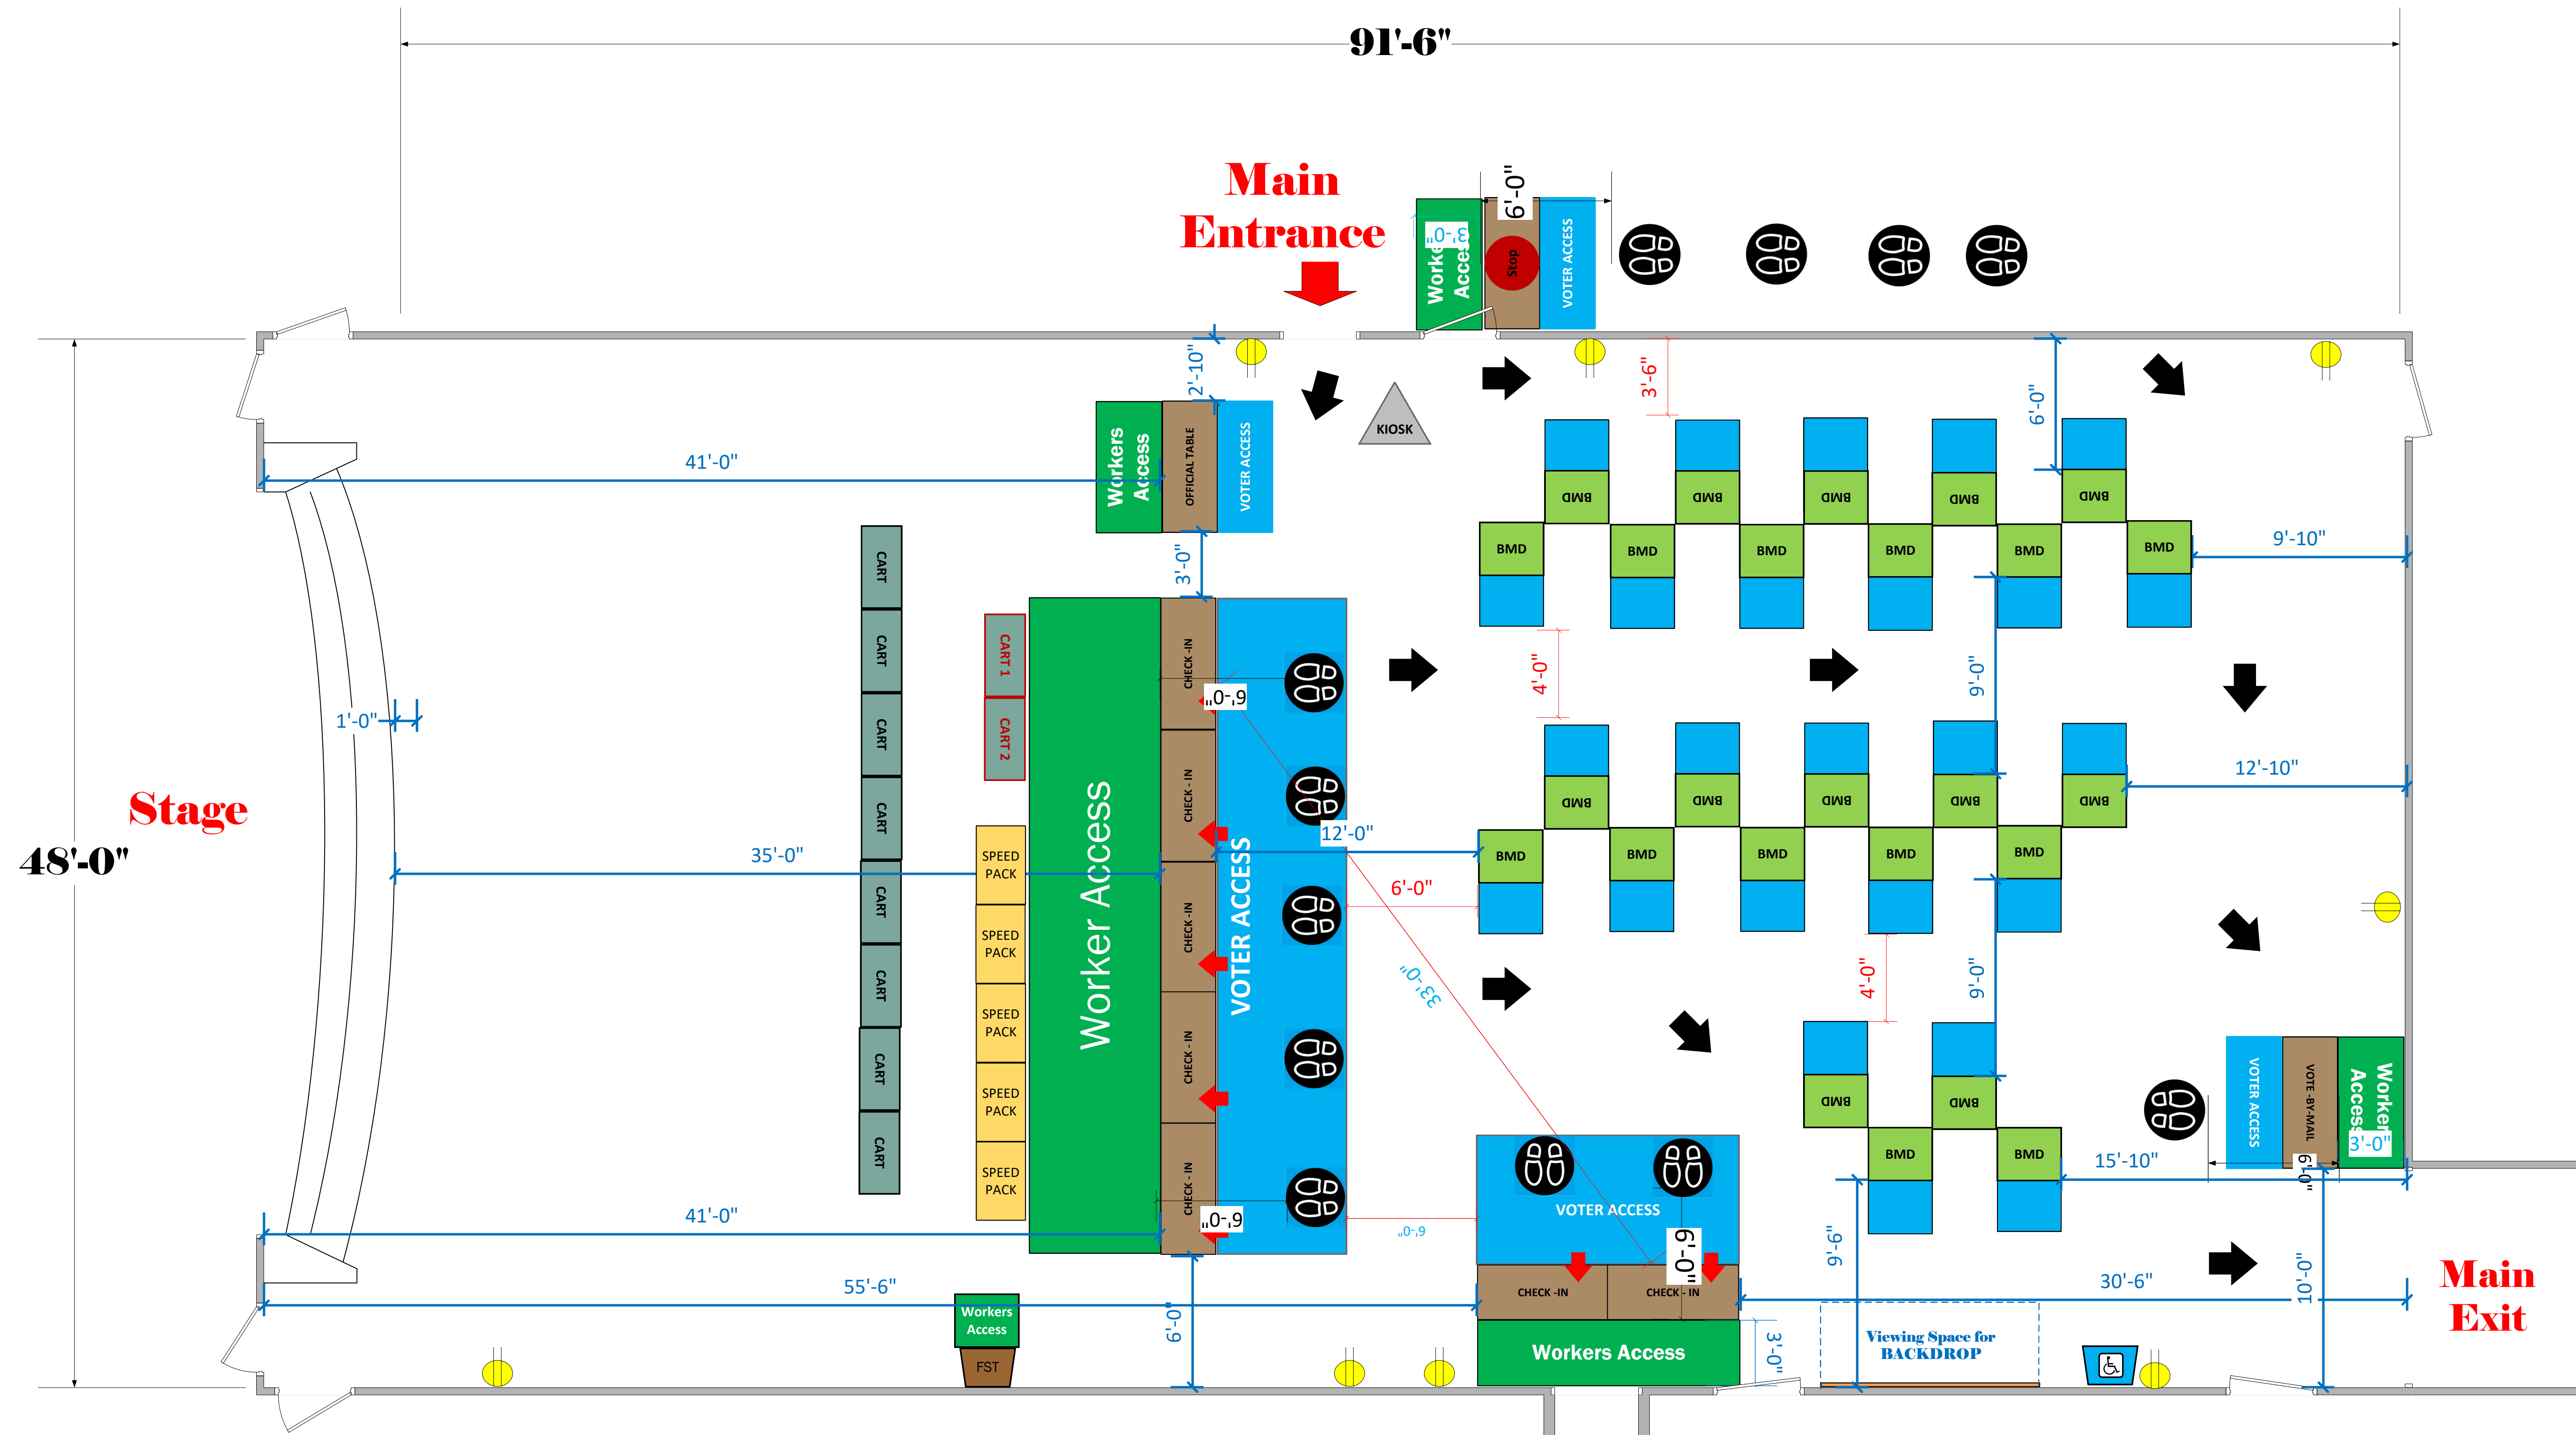 91'-6"
Main
Entrance
6'-0"
3'-0"
Worke
Acces
Stop
VOTER ACCESS
2'-10"
3'-6"
6'-0"
KIOSK
Workers
Access
OFFICIAL TABLE
VOTER ACCESS
41'-0"
BMD
BMD
BMD
BMD
BMD
BMD
BMD
BMD
BMD
BMD
BMD
9'-10"
3'-0"
CART
CART
CART
CART
CART
CART
CART
CART
CART 1
CART 2
SPEED
PACK
SPEED
PACK
SPEED
PACK
SPEED
PACK
SPEED
PACK
Worker Access
CHECK -IN
CHECK - IN
CHECK -IN
CHECK - IN
CHECK - IN
VOTER ACCESS
6'-0"
4'-0"
9'-0"
1'-0"
Stage
48'-0"
35'-0"
12'-0"
6'-0"
33'-0"
BMD
BMD
BMD
BMD
BMD
BMD
BMD
BMD
BMD
BMD
12'-10"
4'-0"
9'-0"
BMD
BMD
BMD
BMD
VOTER ACCESS
VOTE -BY-MAIL
Worker
Access
3'-0"
6'-0"
15'-10"
41'-0"
6'-0"
6'-0"
VOTER ACCESS
6'-0"
CHECK -IN
CHECK - IN
Workers Access
3'-0"
55'-6"
6'-0"
Workers
Access
FST
9'-6"
30'-6"
10'-0"
Viewing Space for
BACKDROP
Main
Exit